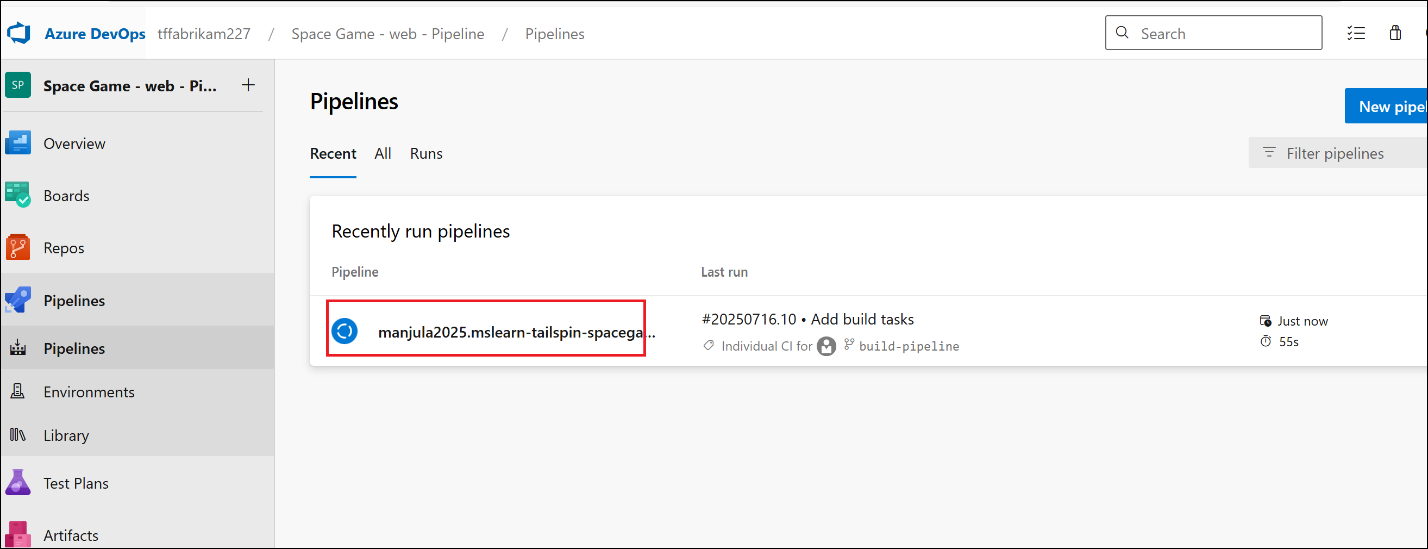 Azure DevOps tffabrikam227 / Space Game - web - Pipeline / Pipelines Search
SP Space Game - web - Pi... +
Pipelines
New pipel
Overview
Recent All Runs
Filter pipelines
Boards
Recently run pipelines
Repos
Pipeline Last run
Pipelines
manjula2025.mslearn-tailspin-spacega...
#20250716.10 • Add build tasks
Individual CI for build-pipeline
Just now
55s
Pipelines
Environments
Library
Test Plans
Artifacts